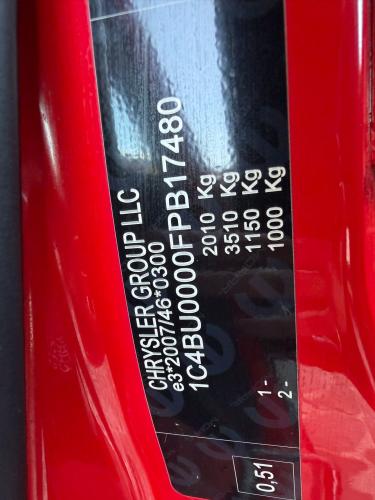 CHRYSLER GROUP LLC
e3*2007/46*0300
1C4BU0000FPB17480
2010 Kg
3510 Kg
1- 1150 Kg
2- 1000 Kg
0,51